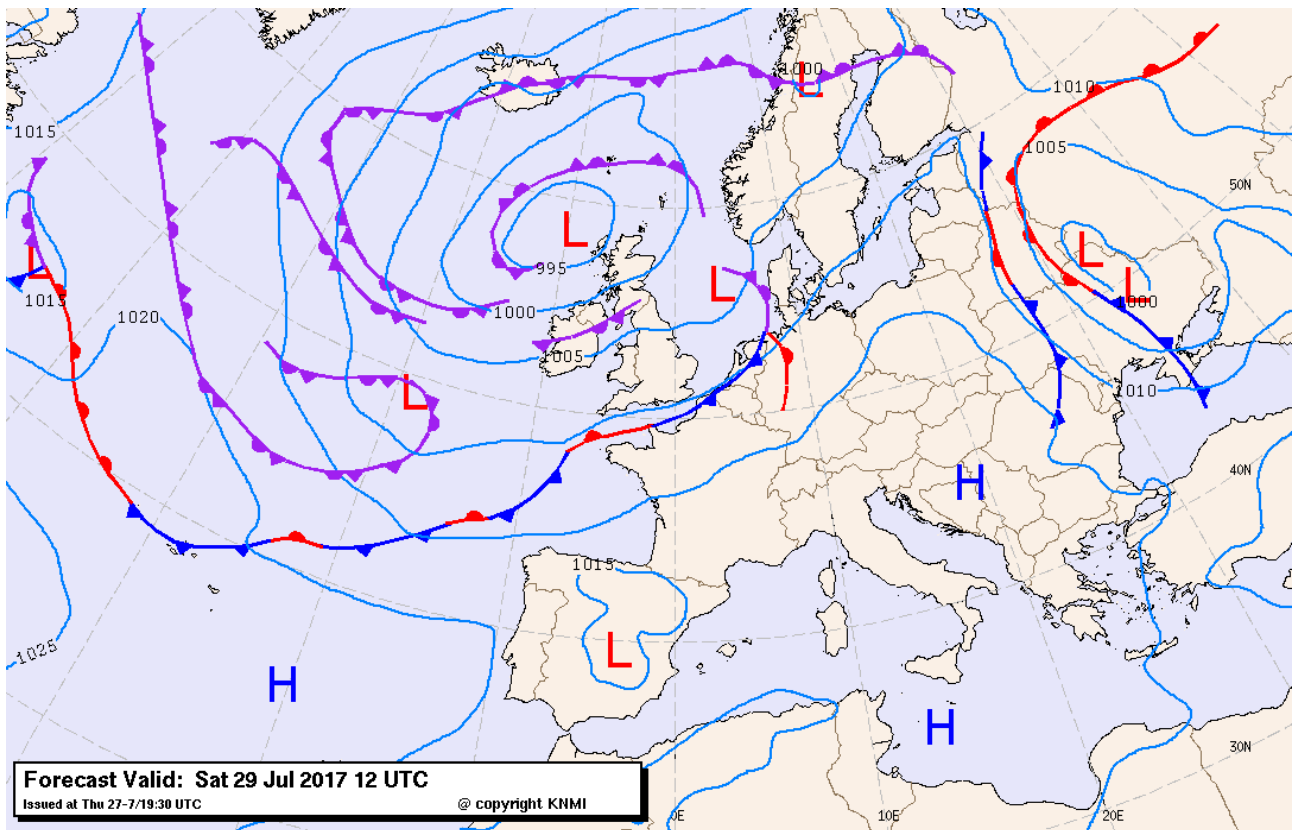 L
1000
1010
1015
1005
50N
L
L
L
995
L
L
1015
1000
1000
1020
1005
L
1010
40N
H
1015
L
1025
H
H
30N
Forecast Valid: Sat 29 Jul 2017 12 UTC
Issued at Thu 27-7/19:30 UTC @ copyright KNMI
0E
10E
20E